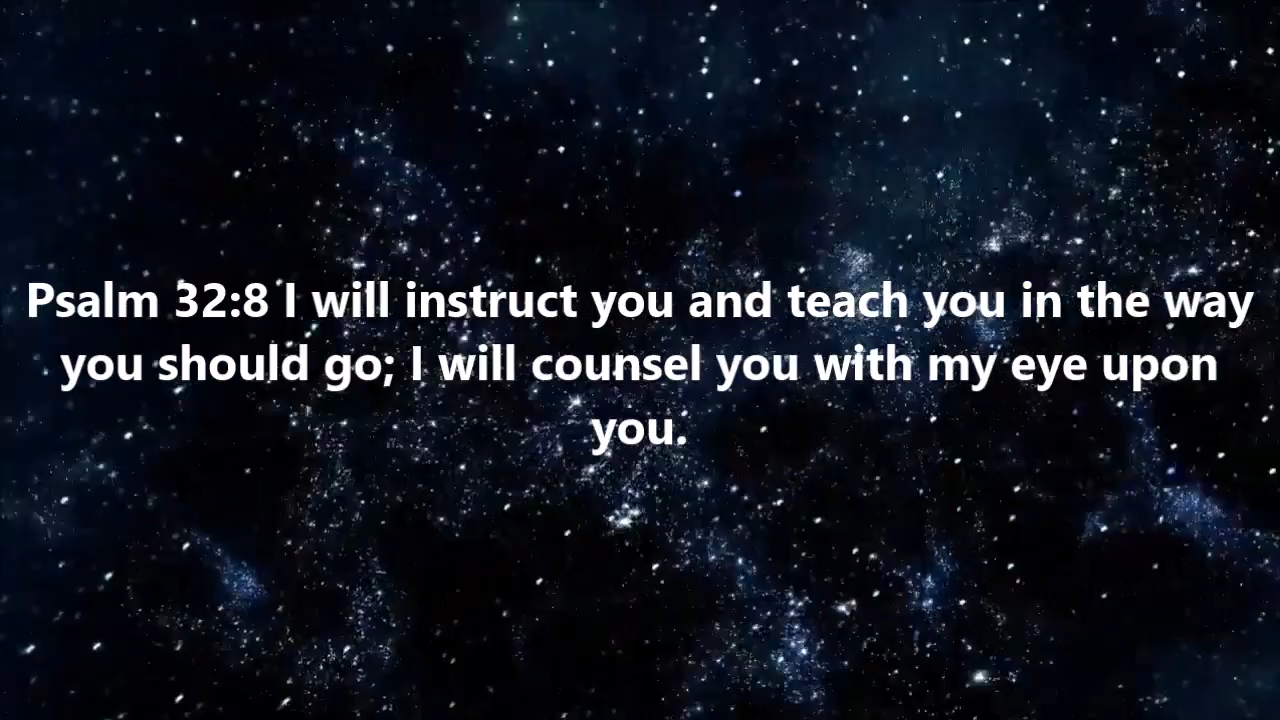 Psalm 32:8 I will instruct you and teach you in the way
you should go; I will counsel you with my eye upon
you.